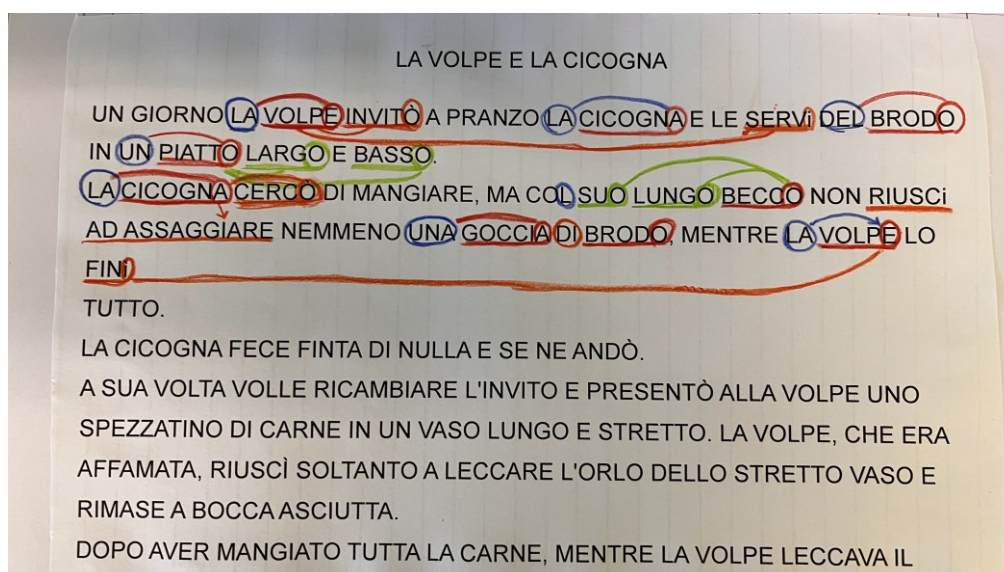 LA VOLPE E LA CICOGNA
UN GIORNO LA VOLPE INVITÒ A PRANZO LA CICOGNA E LE SERVì DEL BRODO
IN UN PIATTO LARGO E BASSO.
LA CICOGNA CERCÒ DI MANGIARE, MA COL SUO LUNGO BECCO NON RIUSCì
AD ASSAGGIARE NEMMENO UNA GOCCIA DI BRODO, MENTRE LA VOLPE LO
FINì
TUTTO.
LA CICOGNA FECE FINTA DI NULLA E SE NE ANDÒ.
A SUA VOLTA VOLLE RICAMBIARE L'INVITO E PRESENTÒ ALLA VOLPE UNO
SPEZZATINO DI CARNE IN UN VASO LUNGO E STRETTO. LA VOLPE, CHE ERA
AFFAMATA, RIUSCÌ SOLTANTO A LECCARE L'ORLO DELLO STRETTO VASO E
RIMASE A BOCCA ASCIUTTA.
DOPO AVER MANGIATO TUTTA LA CARNE, MENTRE LA VOLPE LECCAVA IL